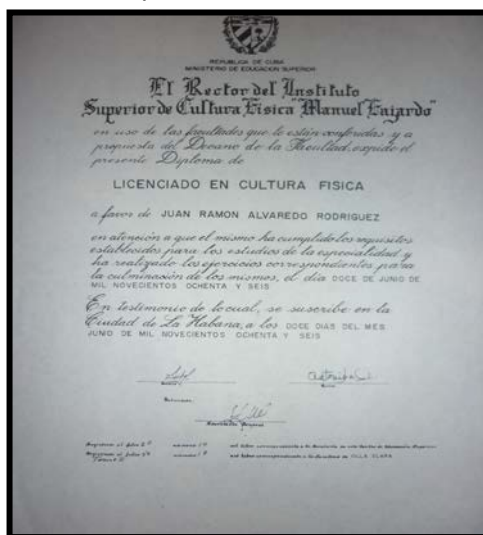 REPUBLICA DE CUBA
MINISTERIO DE EDUCACION SUPERIOR
El Rector del Instituto
Superior de Cultura Física "Manuel Fajardo"
en uso de las facultades que le están conferidas y a
propuesta del Decano de la Facultad, expide el
presente Diploma de
LICENCIADO EN CULTURA FISICA
a favor de JUAN RAMON ALVAREDO RODRIGUEZ
en atención a que el mismo ha cumplido los requisitos
establecidos para los estudios de la especialidad y
ha realizado los ejercicios correspondientes para
la culminación de los mismos, el día DOCE DE JUNIO DE
MIL NOVECIENTOS OCHENTA Y SEIS
En testimonio de lo cual, se suscribe en la
Ciudad de La Habana, a los DOCE DIAS DEL MES
JUNIO DE MIL NOVECIENTOS OCHENTA Y SEIS
Secretario General
VILLA CLARA